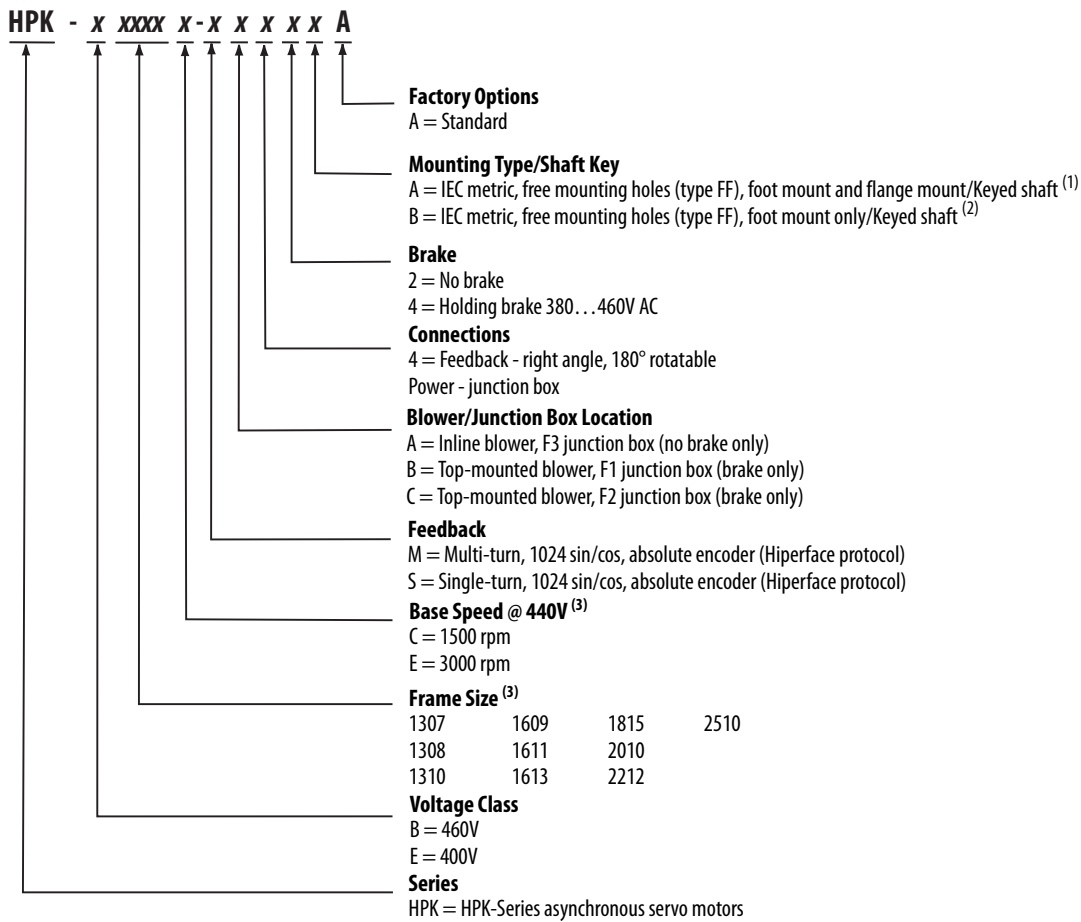 HPK - x xxxx x - x x x x x A
Factory Options
A = Standard
Mounting Type/Shaft Key
A = IEC metric, free mounting holes (type FF), foot mount and flange mount/Keyed shaft (1)
B = IEC metric, free mounting holes (type FF), foot mount only/Keyed shaft (2)
Brake
2 = No brake
4 = Holding brake 380…460V AC
Connections
4 = Feedback - right angle, 180° rotatable
Power - junction box
Blower/Junction Box Location
A = Inline blower, F3 junction box (no brake only)
B = Top-mounted blower, F1 junction box (brake only)
C = Top-mounted blower, F2 junction box (brake only)
Feedback
M = Multi-turn, 1024 sin/cos, absolute encoder (Hiperface protocol)
S = Single-turn, 1024 sin/cos, absolute encoder (Hiperface protocol)
Base Speed @ 440V (3)
C = 1500 rpm
E = 3000 rpm
Frame Size (3)
1307 1609 1815 2510
1308 1611 2010
1310 1613 2212
Voltage Class
B = 460V
E = 400V
Series
HPK = HPK-Series asynchronous servo motors